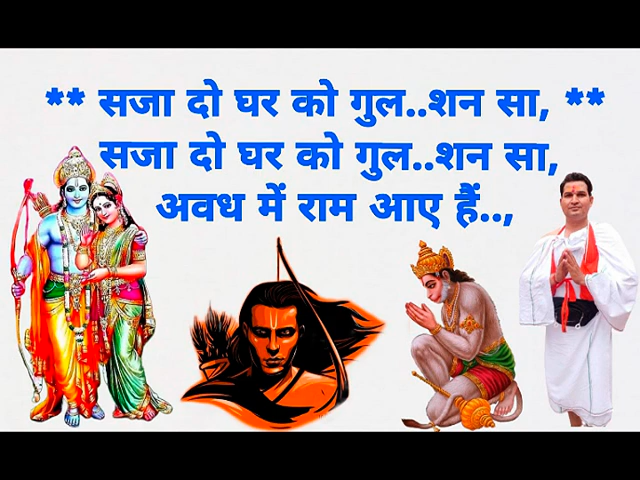 ** सजा दो घर को गुल..शन सा, **
सजा दो घर को गुल..शन सा,
अवध में राम आए हैं..,